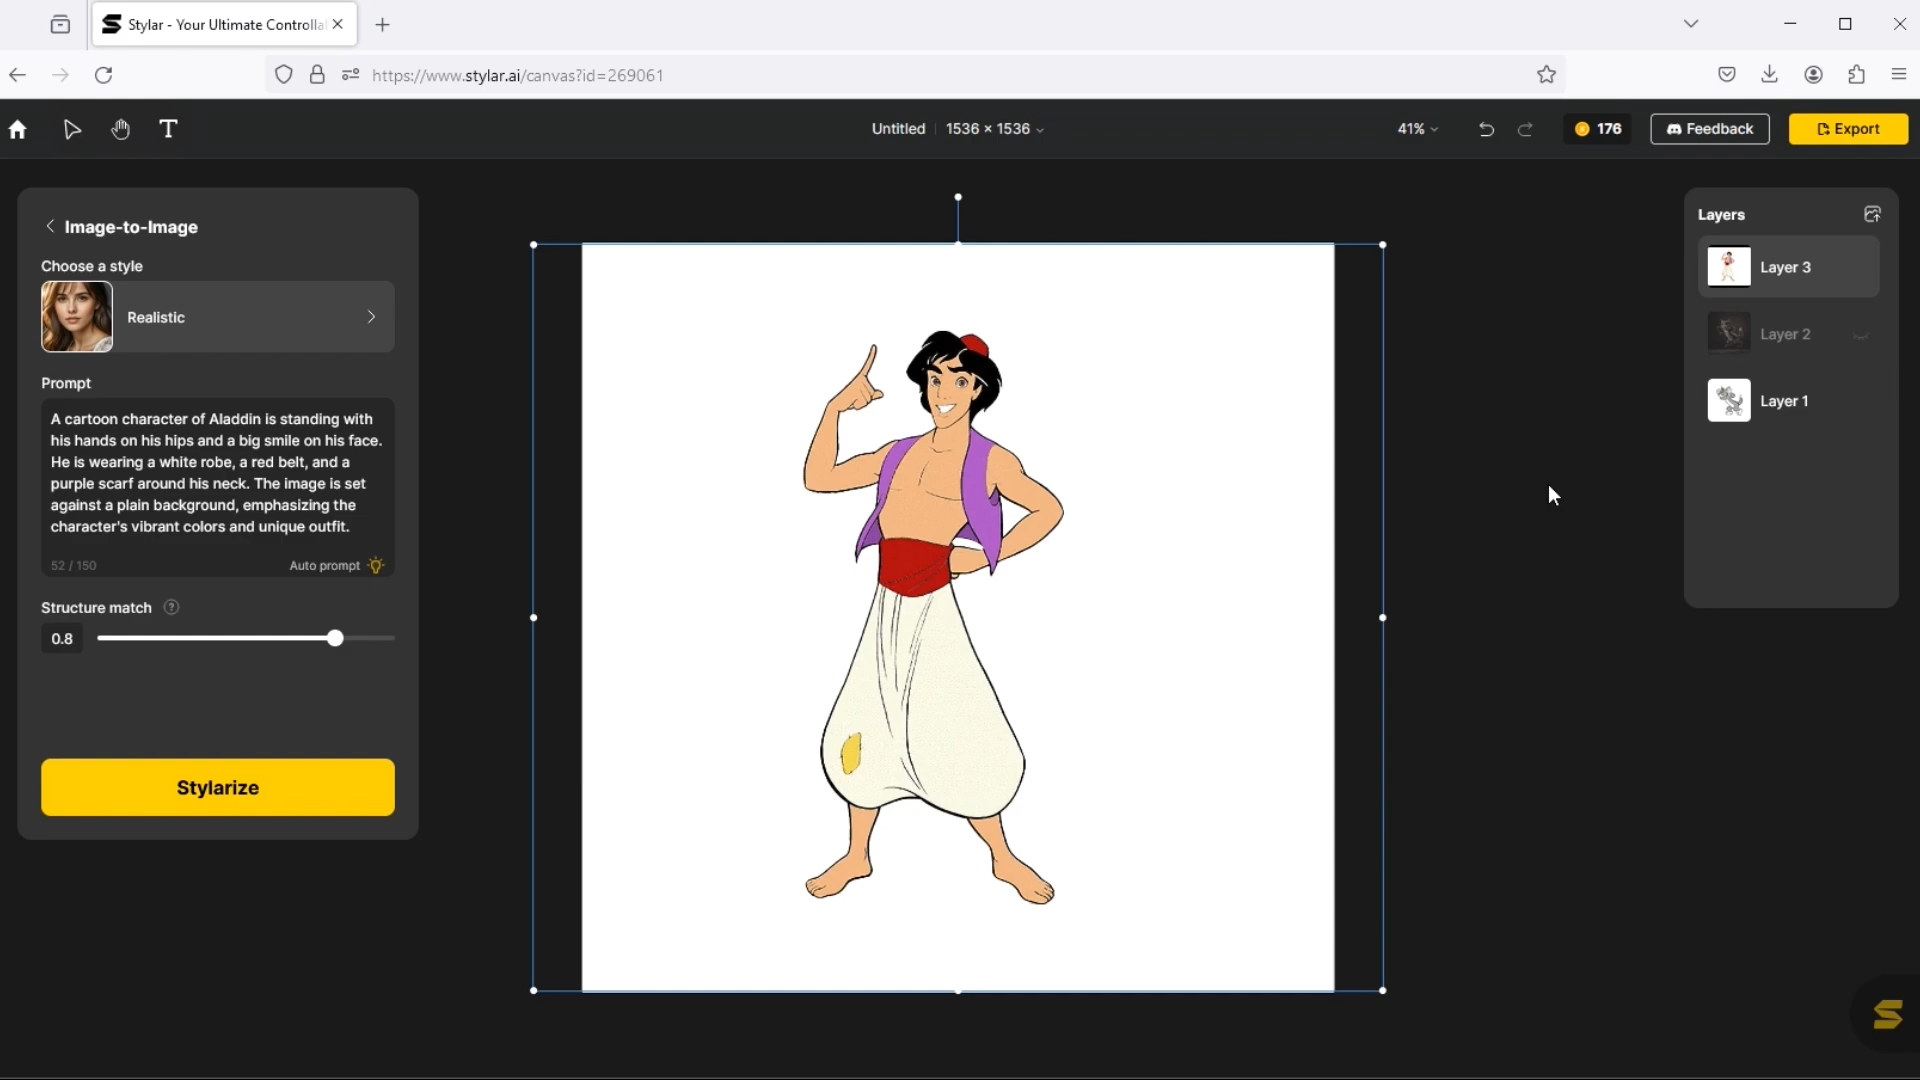 Stylar - Your Ultimate Controlla
https://www.stylar.ai/canvas?id=269061
T
Untitled
1536 × 1536
41%
176
Feedback
Export
Image-to-Image
Choose a style
Realistic
Prompt
A cartoon character of Aladdin is standing with
his hands on his hips and a big smile on his face.
He is wearing a white robe, a red belt, and a
purple scarf around his neck. The image is set
against a plain background, emphasizing the
character's vibrant colors and unique outfit.
52 / 150
Auto prompt
Structure match ?
0.8
Stylarize
Layers
Layer 3
Layer 2
Layer 1